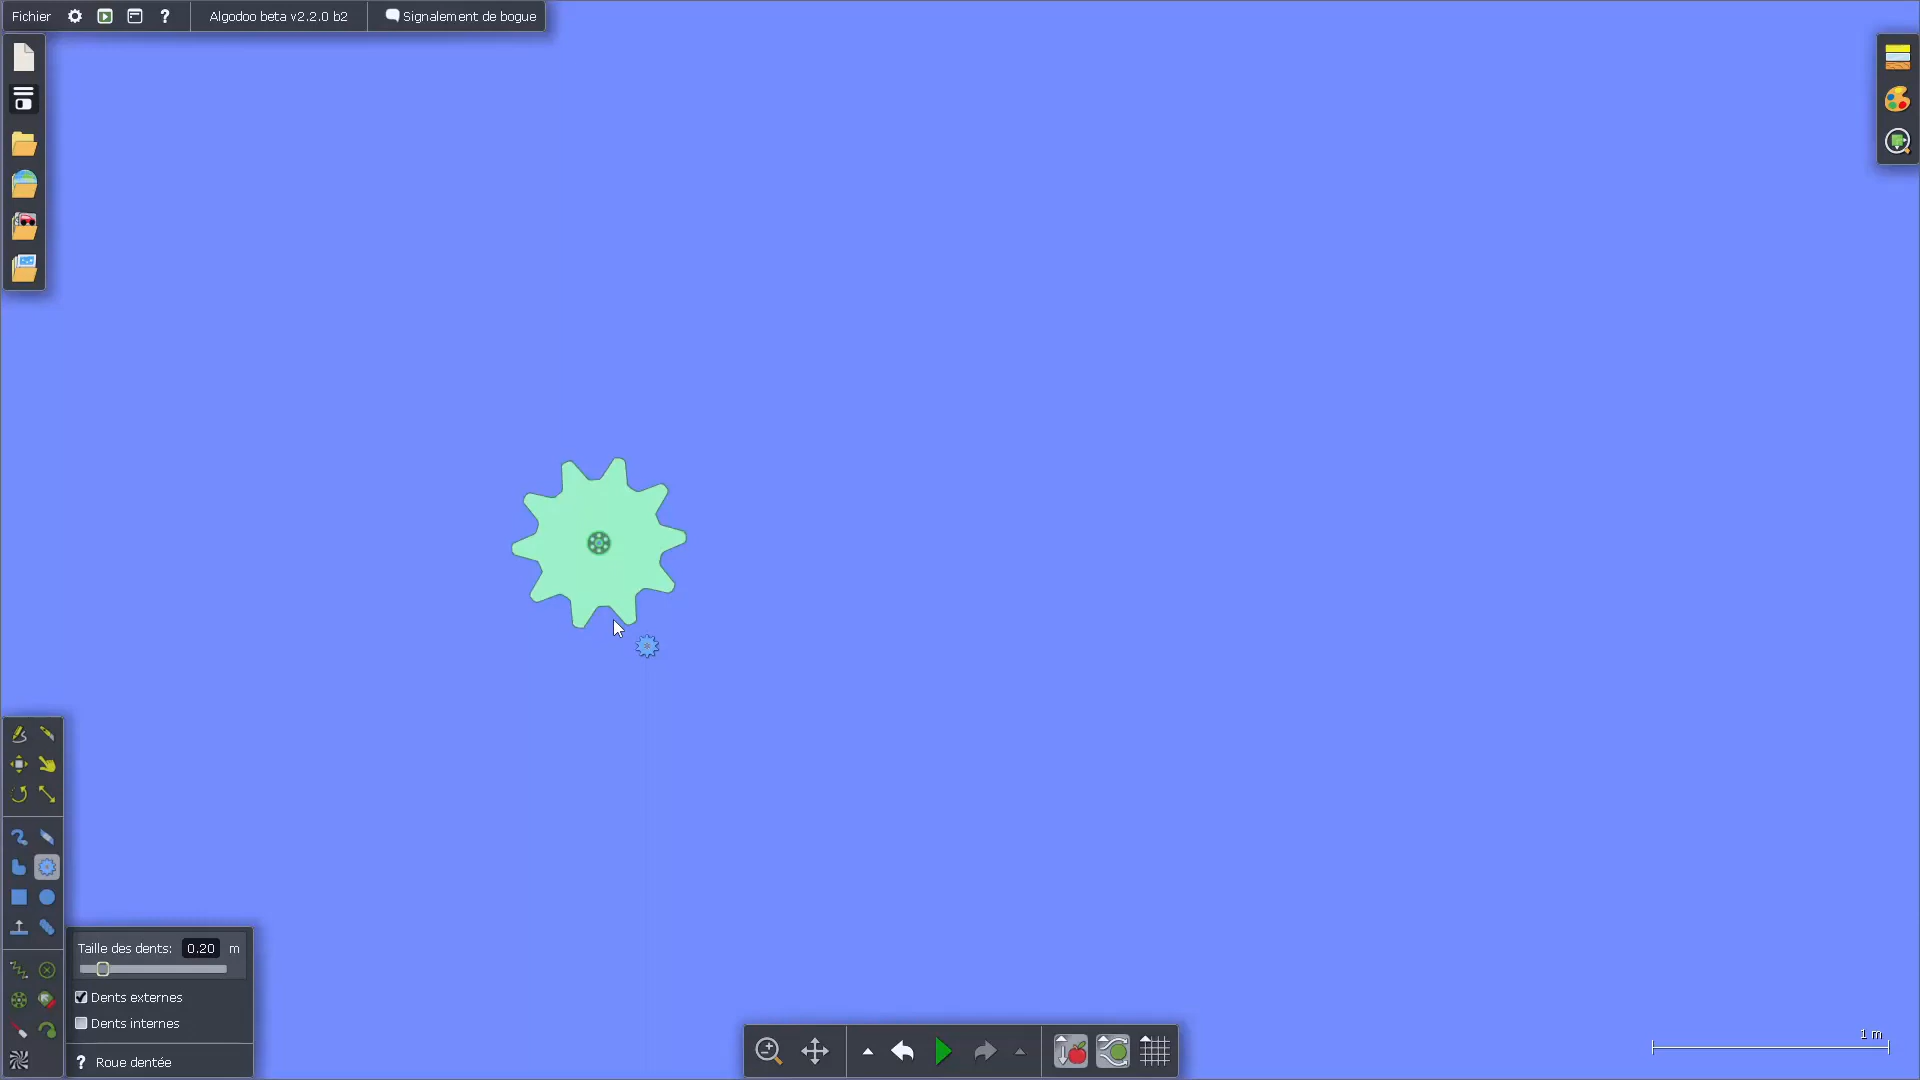 Fichier ? Algodoo beta v2.2.0 b2 Signalement de bogue
Taille des dents: 0.20 m
Dents externes
Dents internes
? Roue dentée
1 m